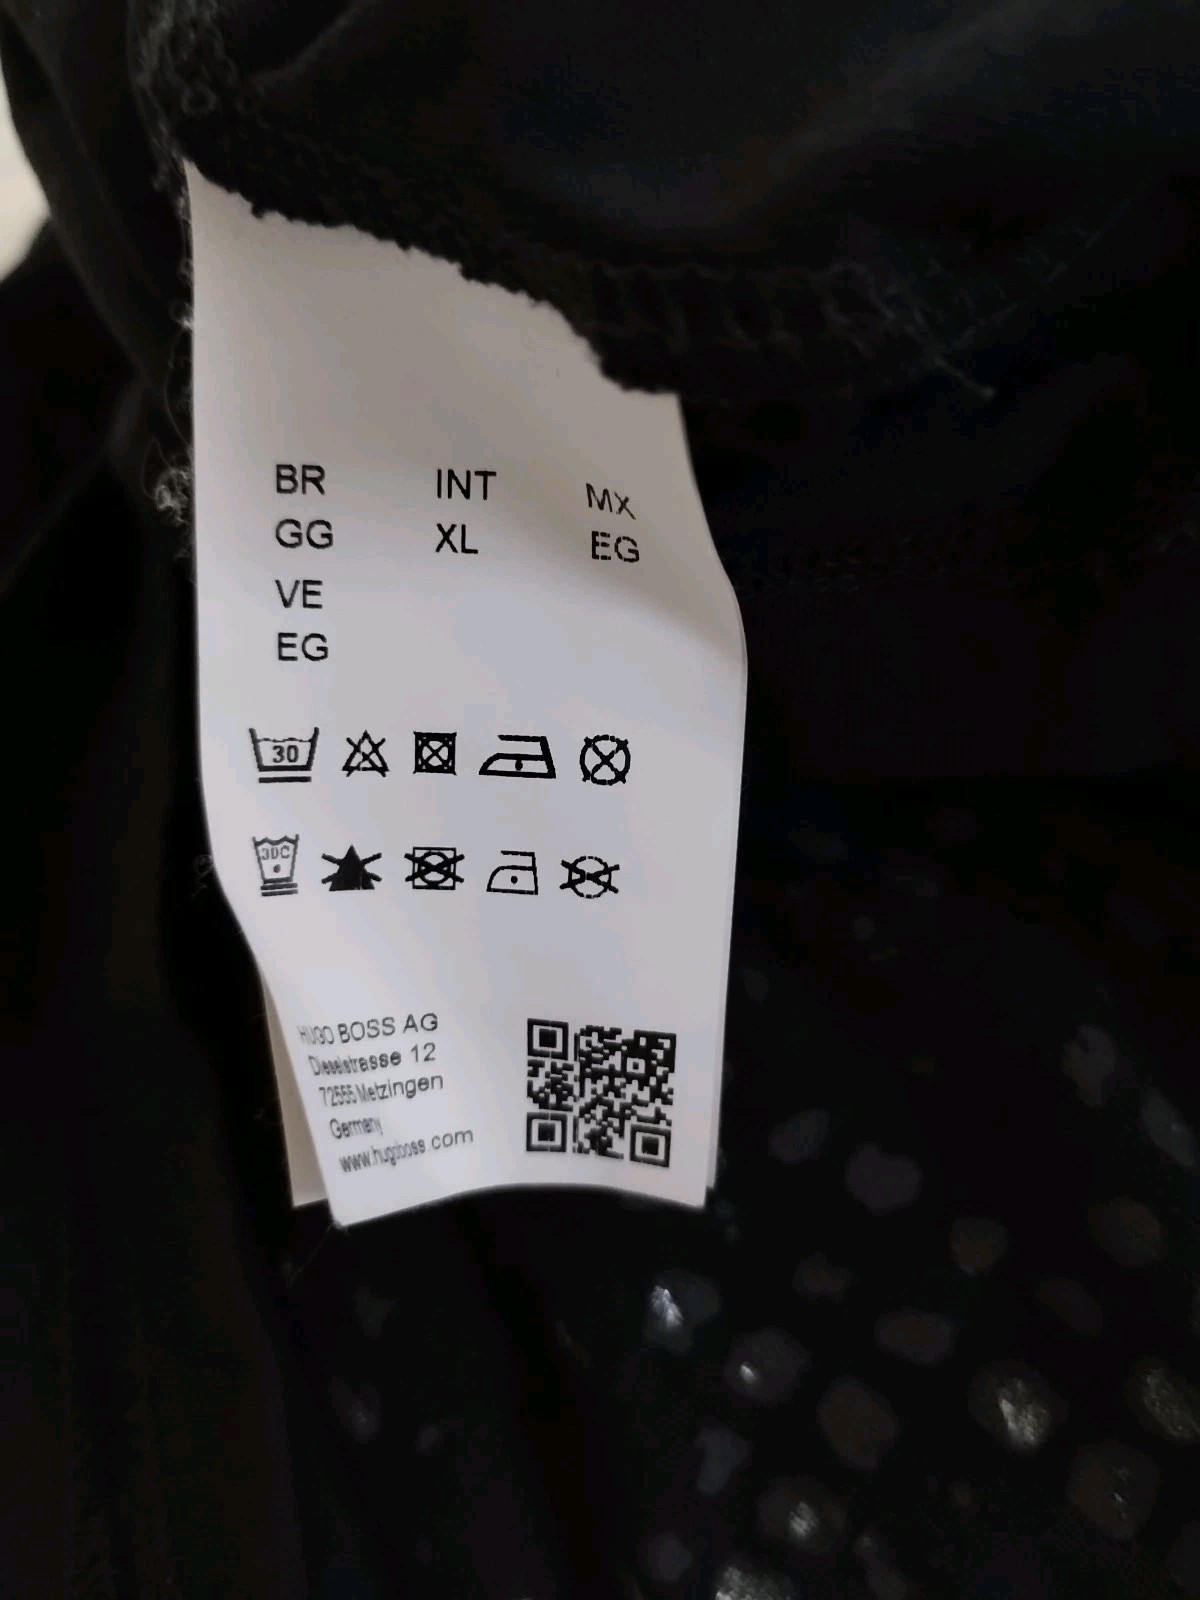 BR INT MX
GG XL EG
VE
EG
30
30C
HUGO BOSS AG
Dieselstrasse 12
72555 Metzingen
Germany
www.hugoboss.com